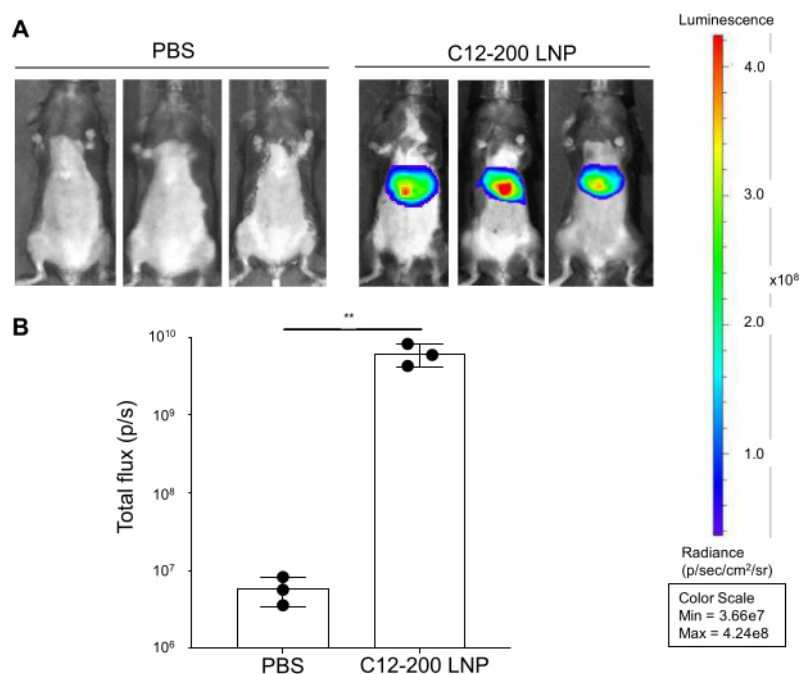 A
PBS
C12-200 LNP
Luminescence
4.0
3.0
x10⁸
2.0
1.0
Radiance
(p/sec/cm²/sr)
Color Scale
Min = 3.66e7
Max = 4.24e8
B
**
Total flux (p/s)
10¹⁰
10⁹
10⁸
10⁷
10⁶
PBS
C12-200 LNP